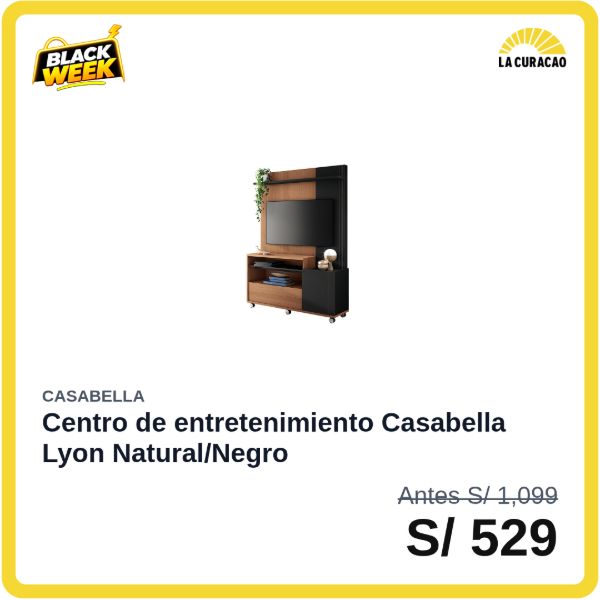 BLACK
WEEK
LA CURACAO
CASABELLA
Centro de entretenimiento Casabella
Lyon Natural/Negro
Antes S/ 1,099
S/ 529